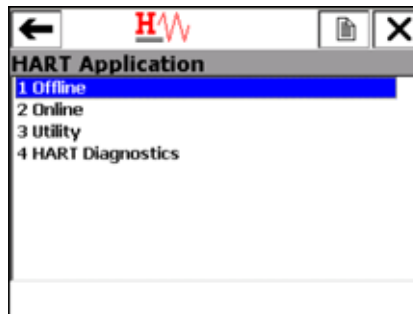 H
HART Application
1 Offline
2 Online
3 Utility
4 HART Diagnostics